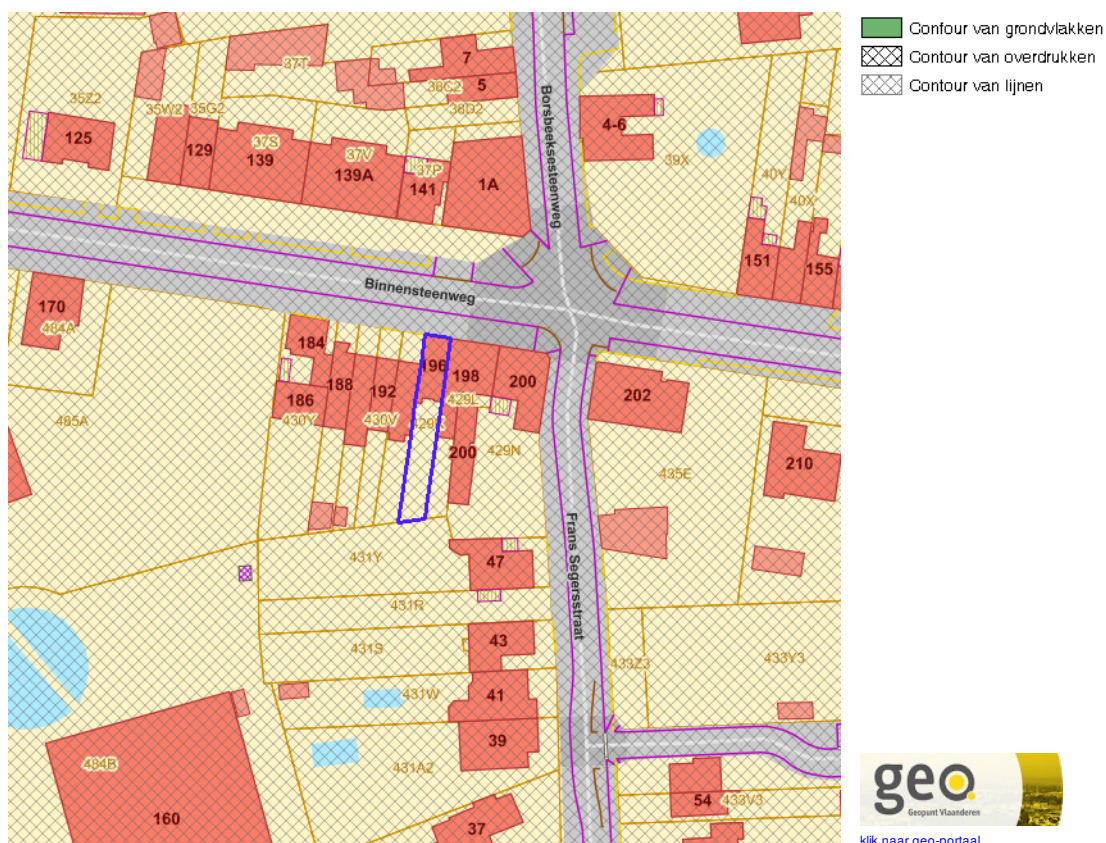 Contour van grondvlakken
Contour van overdrukken
Contour van lijnen
37T
7
38C2
5
38D2
35Z2
35W2
35G2
125
129
37S
139
37V
139A
37P
141
1A
Borsbeeksesteenweg
4-6
39X
40Y
40X
151
155
Binnensteenweg
170
484A
184
188
186
192
196
198
200
202
430Y
430V
429L
485A
200
429N
435E
210
Frans Segersstraat
431Y
47
431R
431S
43
433Z3
433Y3
431W
41
39
431A2
484B
160
37
54
433V3
geo
Geopunt Vlaanderen
klik naar geo-portaal